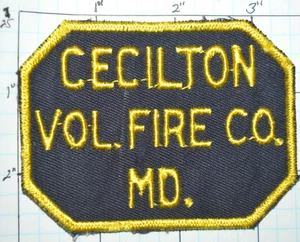 1" 2" 3"
CECILTON
1"
VOL. FIRE CO.
2"
MD.